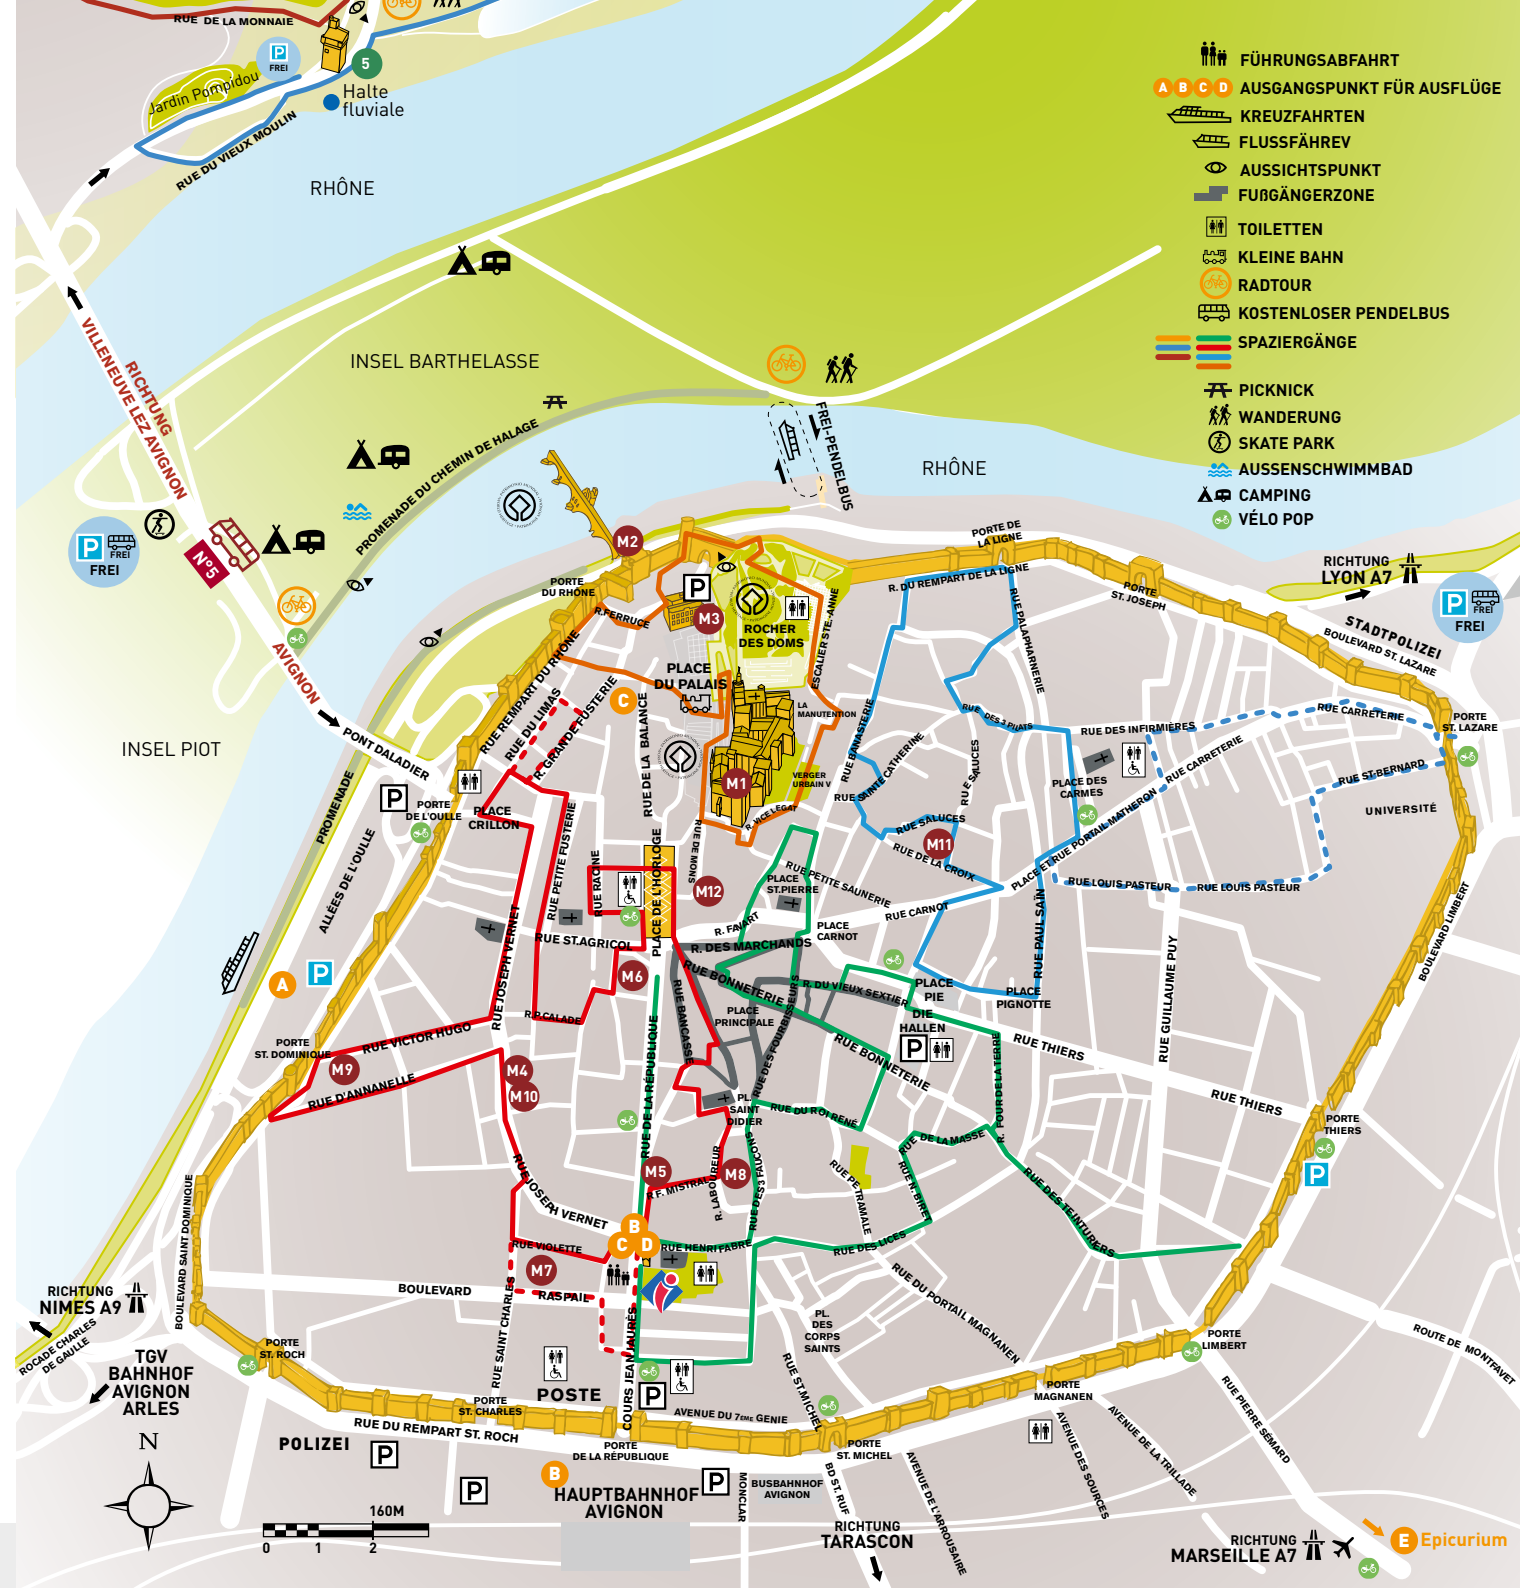 RUE DE LA MONNAIE
P
FREI
5
Halte
fluviale
Jardin Pompidou
RUE DU VIEUX MOULIN
RHÔNE
FÜHRUNGSABFAHRT
A B C D AUSGANGSPUNKT FÜR AUSFLÜGE
KREUZFAHRTEN
FLUSSFÄHREV
AUSSICHTSPUNKT
FUßGÄNGERZONE
TOILETTEN
KLEINE BAHN
RADTOUR
KOSTENLOSER PENDELBUS
SPAZIERGÄNGE
PICKNICK
WANDERUNG
SKATE PARK
AUSSENSCHWIMMBAD
CAMPING
VÉLO POP
INSEL BARTHELASSE
RICHTUNG
VILLENEUVE LEZ AVIGNON
PROMENADE DU CHEMIN DE HALAGE
FREI-PENDELBUS
RHÔNE
P
FREI
FREI
N°5
AVIGNON
M2
PORTE
DU RHÔNE
PORTE DE
LA LIGNE
R. DU REMPART DE LA LIGNE
PORTE
ST. JOSEPH
RICHTUNG
LYON A7
P
FREI
FREI
STADTPOLIZEI
BOULEVARD ST. LAZARE
R.FERRUCE
P
M3
ROCHER
DES DOMS
ESCALIER STE-ANNE
RUE PALAPHARNERIE
PLACE
DU PALAIS
LA
MANUTENTION
RUE REMPART DU RHÔNE
RUE DU LIMAS
R. GRANDE FUSTERIE
C
RUE DE LA BALANCE
M1
VERGER
URBAIN V
R. VICE LEGAT
RUE BANASTERIE
RUE SAINTE CATHERINE
RUE SALUCES
RUE DES 3 PILATS
RUE DES INFIRMIÈRES
RUE CARRETERIE
PORTE
ST. LAZARE
RUE CARRETERIE
RUE ST-BERNARD
UNIVERSITÉ
PLACE DES
CARMES
PLACE ET RUE PORTAIL MATHERON
INSEL PIOT
PONT DALADIER
P
PORTE
DE L'OULLE
PLACE
CRILLON
PROMENADE
ALLÉES DE L'OULLE
RUE PETITE FUSTERIE
RUE RACINE
PLACE DE L'HORLOGE
RUE DE MONS
M12
PLACE
ST.PIERRE
RUE PETITE SAUNERIE
RUE SALUCES
M11
RUE DE LA CROIX
RUE LOUIS PASTEUR
RUE LOUIS PASTEUR
RUE CARNOT
PLACE
CARNOT
R. FAVART
R. DES MARCHANDS
RUE JOSEPH VERNET
RUE ST.AGRICOL
M6
RUE BONNETERIE
R. DU VIEUX SEXTIER
PLACE
PIE
PLACE
PIGNOTTE
RUE PAUL SAÏN
RUE GUILLAUME PUY
BOULEVARD LIMBERT
A
P
R.P.CALADE
RUE BANCASSE
PLACE
PRINCIPALE
RUE DES FOURBISSEURS
DIE
HALLEN
P
RUE BONNETERIE
RUE THIERS
RUE THIERS
PORTE
THIERS
P
PORTE
ST. DOMINIQUE
RUE VICTOR HUGO
M9
RUE D'ANNANELLE
M4
M10
RUE DE LA RÉPUBLIQUE
PL.
SAINT
DIDIER
RUE DU ROI RENÉ
R. FOUR DE LA TERRE
RUE DE LA MASSE
BOULEVARD SAINT DOMINIQUE
RUE JOSEPH VERNET
M5
R F. MISTRAL
M8
R. LABOUREUR
RUE DES 3 FAUCONS
RUE PETRAMALE
RUE N. BIRET
RUE DES TEINTURIERS
B
C D
RUE VIOLETTE
RUE HENRI FABRE
RUE DES LICES
M7
BOULEVARD
RASPAIL
RUE SAINT CHARLES
COURS JEAN JAURÈS
RUE DU PORTAIL MAGNANEN
PL.
DES
CORPS
SAINTS
RUE ST.MICHEL
RICHTUNG
NIMES A9
ROCADE CHARLES
DE GAULLE
TGV
BAHNHOF
AVIGNON
ARLES
PORTE
ST. ROCH
POSTE
P
PORTE
ST. CHARLES
AVENUE DU 7ÈME GENIE
PORTE
MAGNANEN
PORTE
LIMBERT
ROUTE DE MONTFAVET
RUE PIERRE SÉMARD
AVENUE DE LA TRILLADE
AVENUE DES SOURCES
N
POLIZEI
P
RUE DU REMPART ST. ROCH
PORTE
DE LA RÉPUBLIQUE
PORTE
ST. MICHEL
P
B
HAUPTBAHNHOF
AVIGNON
P
MONCLAR
BUSBAHNHOF
AVIGNON
BD ST. RUF
AVENUE DE L'ARROUSAIRE
160M
0 1 2
RICHTUNG
TARASCON
RICHTUNG
MARSEILLE A7
E Epicurium